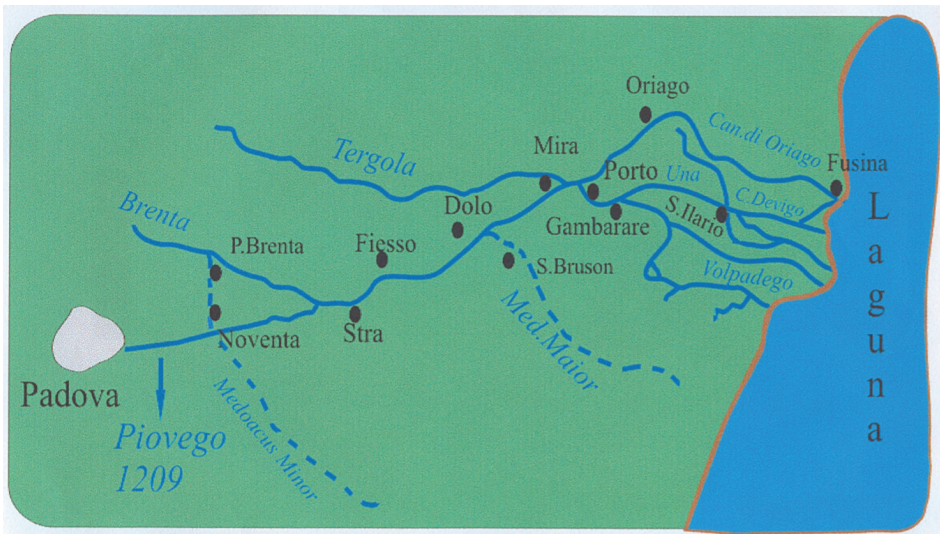 Oriago
Can.di Oriago
Mira
Fusina
Tergola
Porto
Una
Brenta
Dolo
S.Ilario
C.Devigo
Gambarare
P.Brenta
Fiesso
S.Bruson
Volpadego
Laguna
Noventa
Stra
Med.Maior
Padova
Medoacus Minor
Piovego
1209